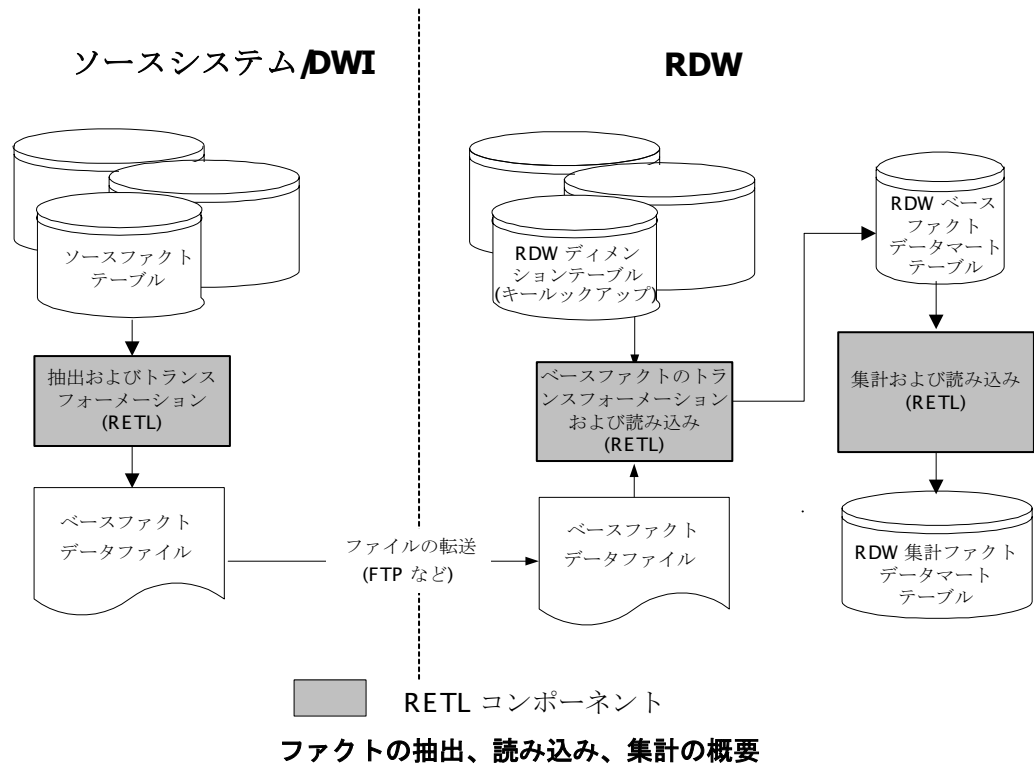 ソースシステム/DWI
RDW
ソースファクト
テーブル
抽出およびトランス
フォーメーション
(RETL)
ベースファクト
データファイル
ファイルの転送
(FTP など)
RDW ディメン
ションテーブル
(キールックアップ)
ベースファクトのトラ
ンスフォーメーション
および読み込み
(RETL)
ベースファクト
データファイル
RDW ベース
ファクト
データマート
テーブル
集計および読み込み
(RETL)
RDW 集計ファクト
データマート
テーブル
RETL コンポーネント
ファクトの抽出、読み込み、集計の概要